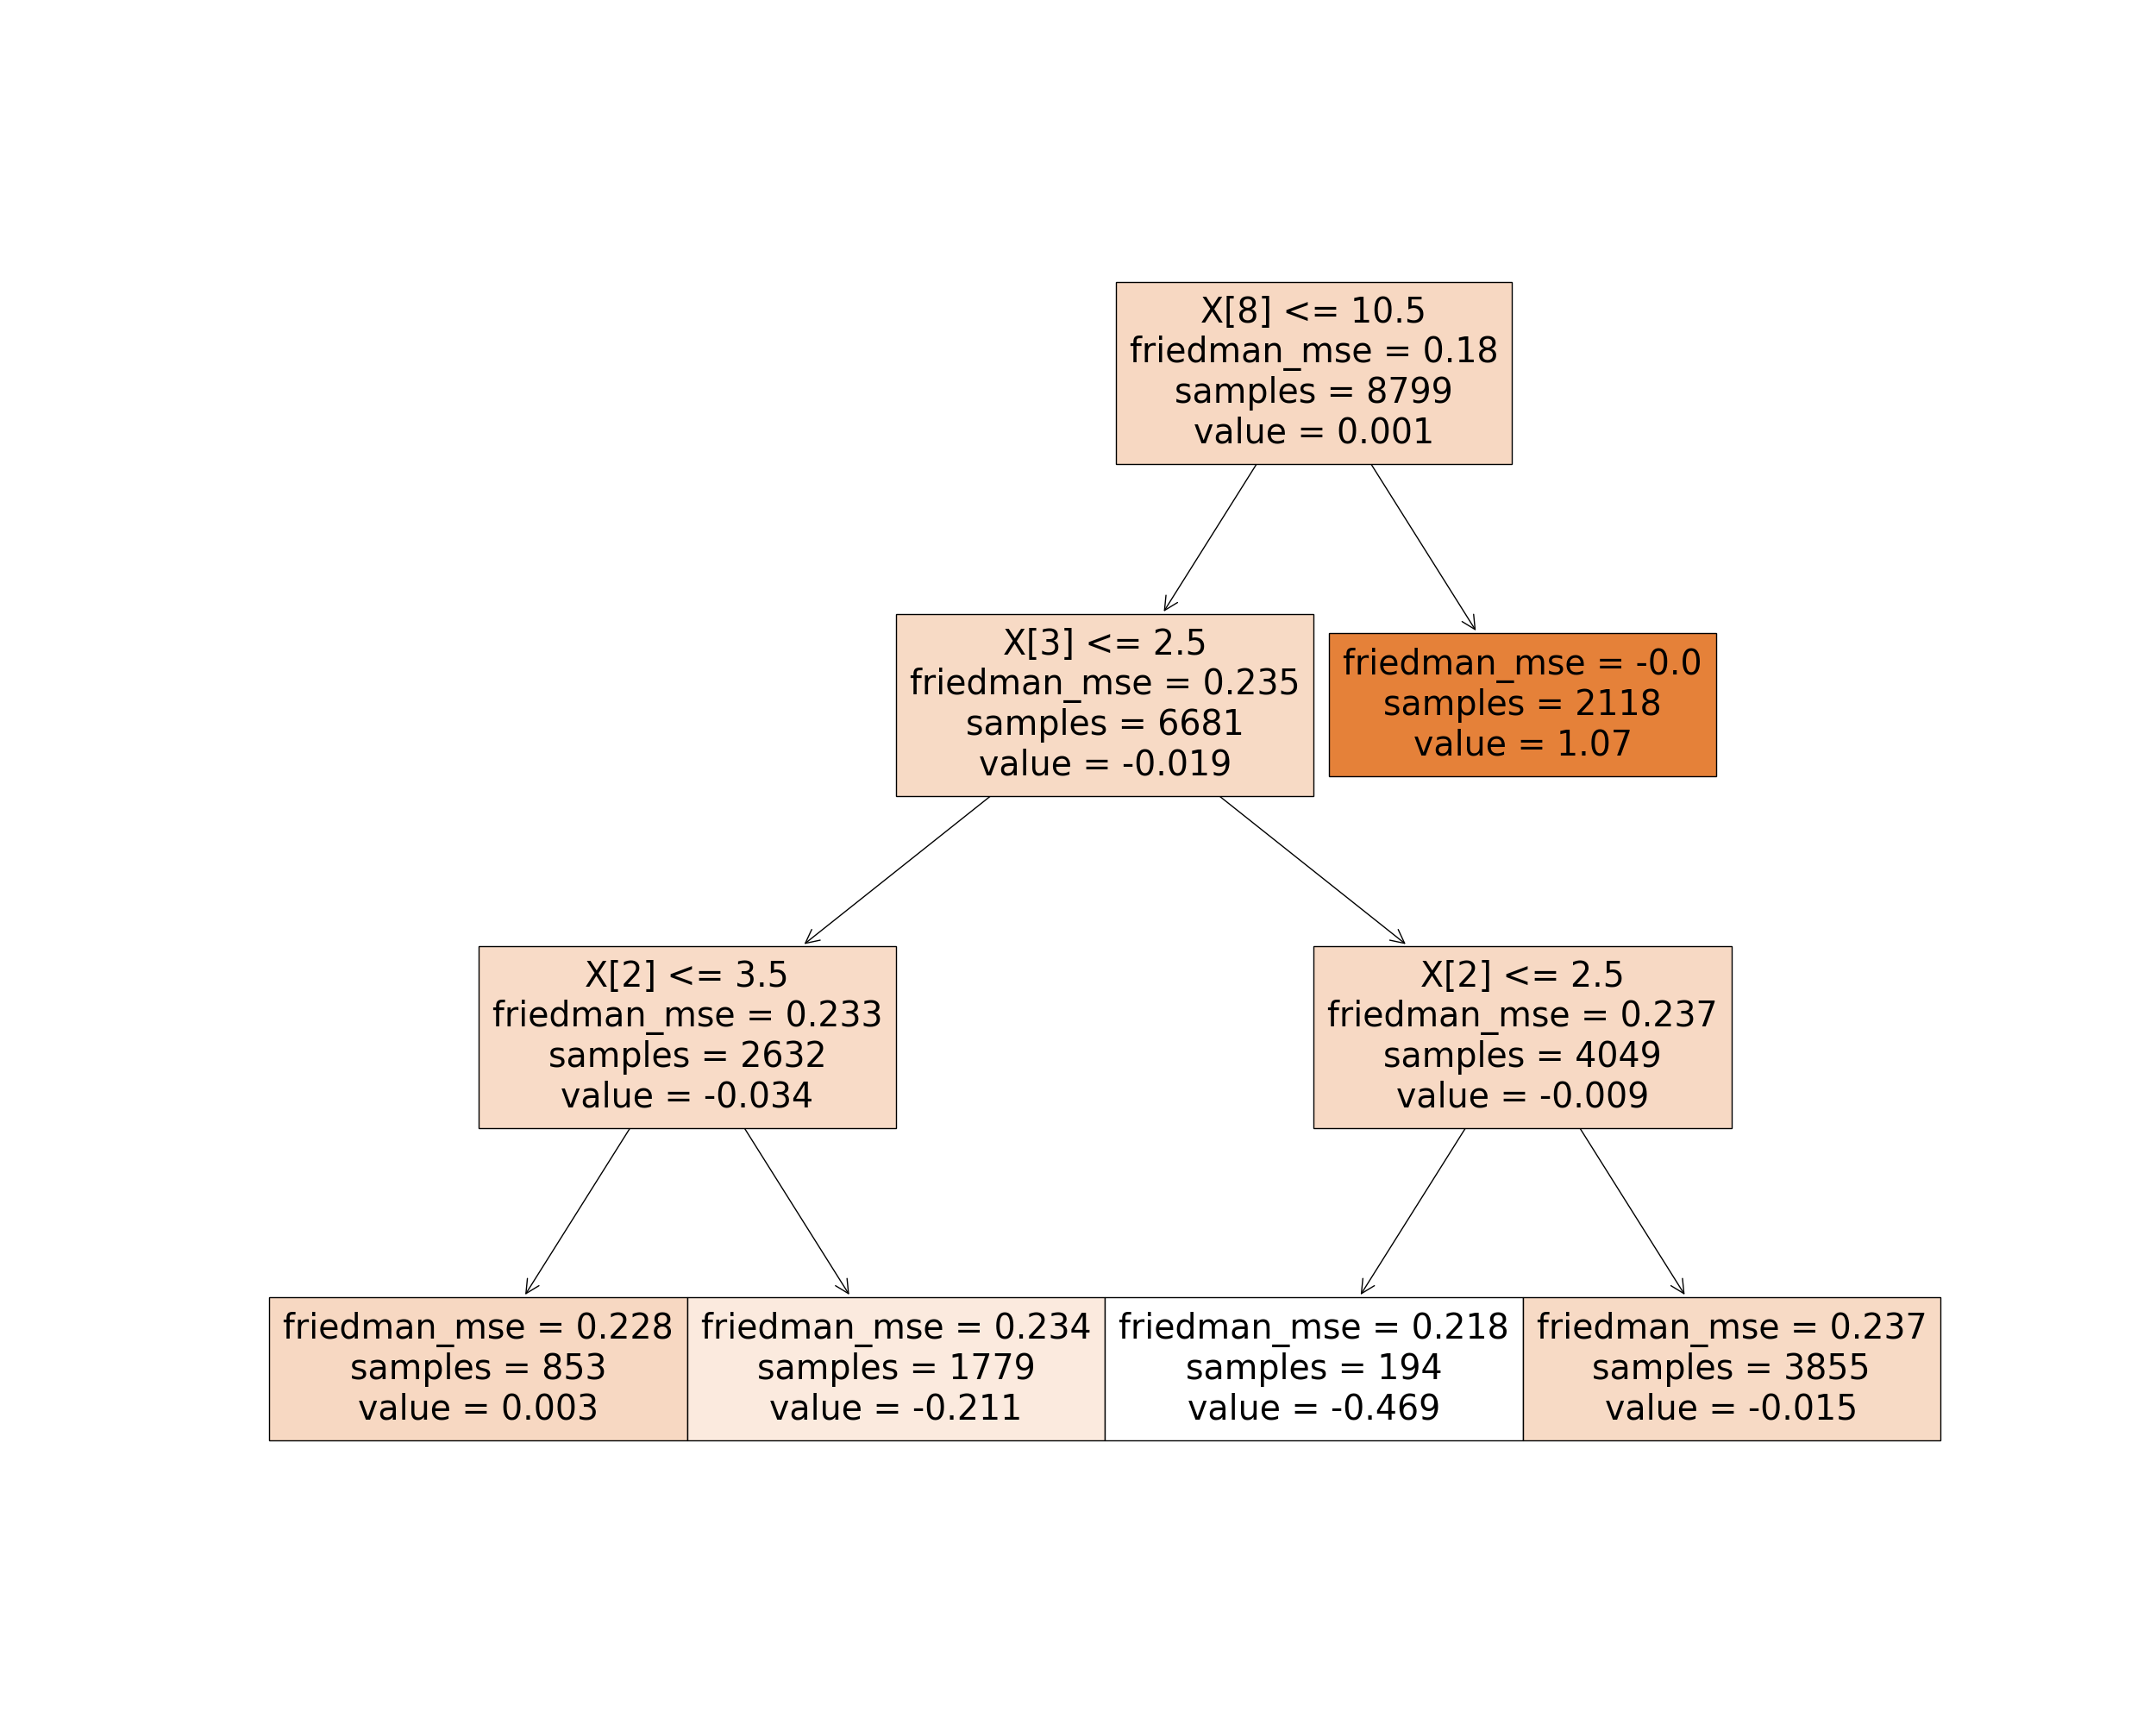 X[8] <= 10.5
friedman_mse = 0.18
samples = 8799
value = 0.001
X[3] <= 2.5
friedman_mse = 0.235
samples = 6681
value = -0.019
friedman_mse = -0.0
samples = 2118
value = 1.07
X[2] <= 3.5
friedman_mse = 0.233
samples = 2632
value = -0.034
X[2] <= 2.5
friedman_mse = 0.237
samples = 4049
value = -0.009
friedman_mse = 0.228
samples = 853
value = 0.003
friedman_mse = 0.234
samples = 1779
value = -0.211
friedman_mse = 0.218
samples = 194
value = -0.469
friedman_mse = 0.237
samples = 3855
value = -0.015